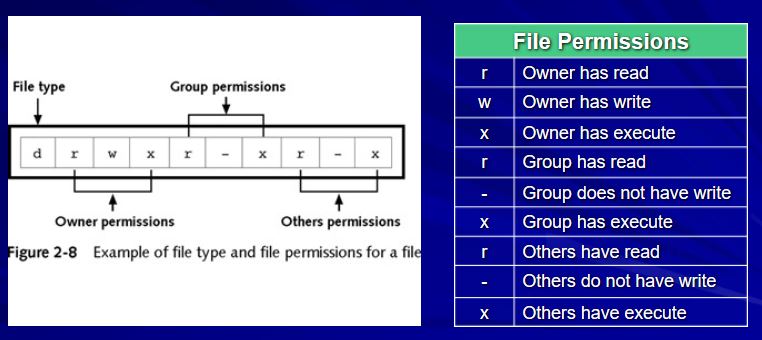 File type
Group permissions
d r w x r - x r - x
Owner permissions
Others permissions
Figure 2-8 Example of file type and file permissions for a file
File Permissions
r Owner has read
w Owner has write
x Owner has execute
r Group has read
- Group does not have write
x Group has execute
r Others have read
- Others do not have write
x Others have execute